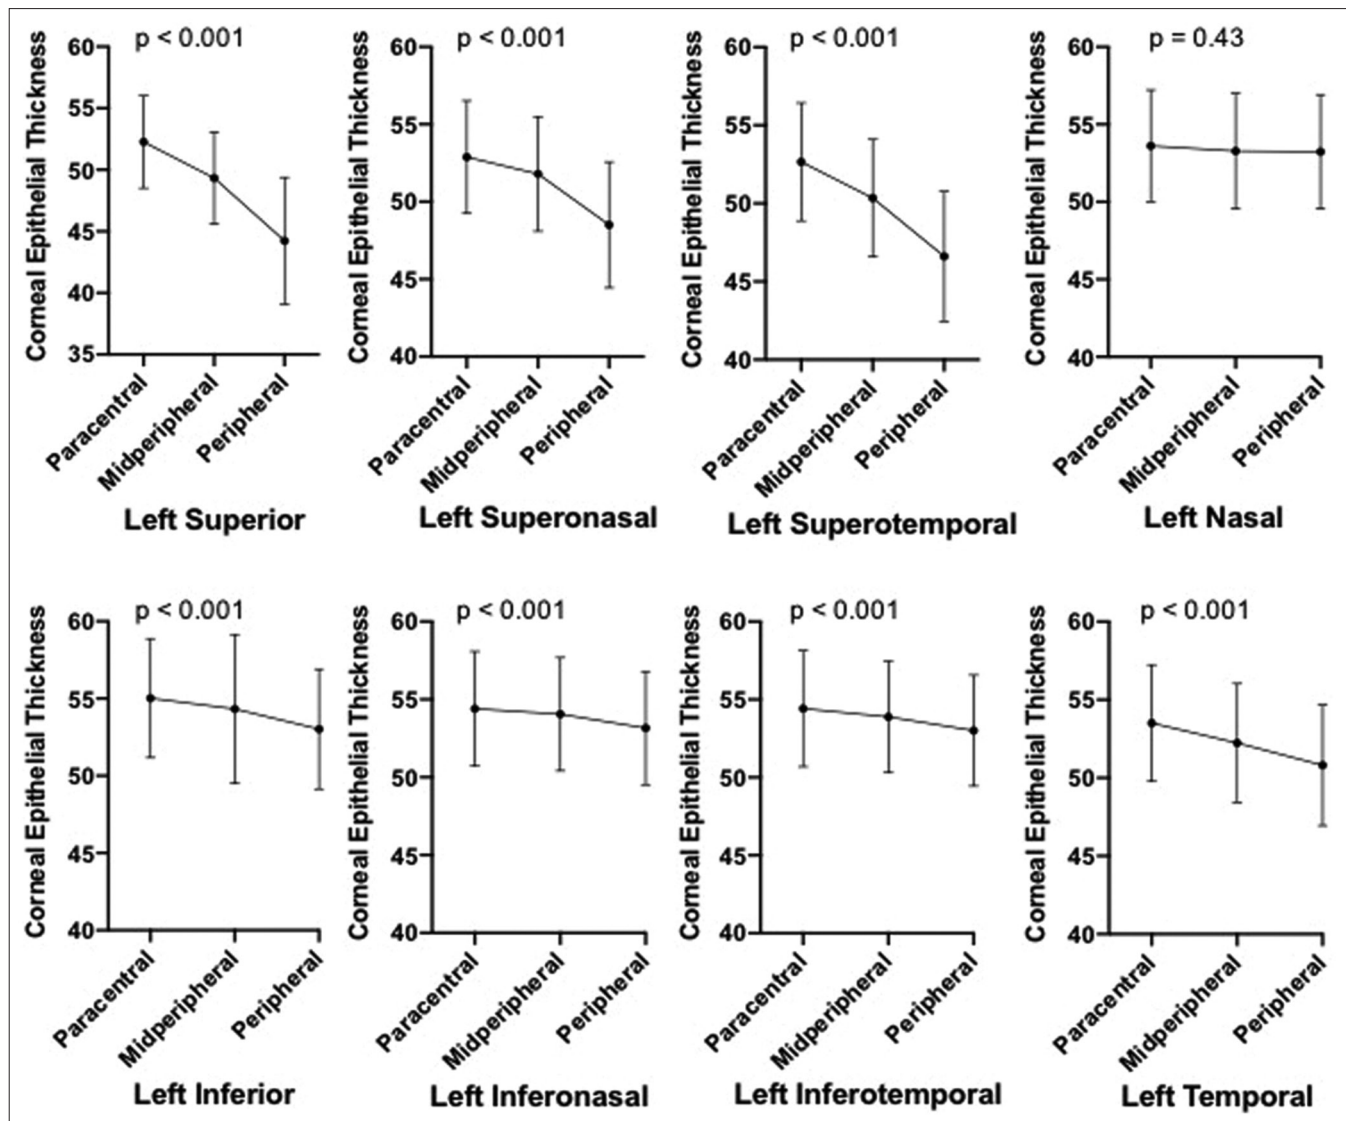 p < 0.001
Corneal Epithelial Thickness
60
55
50
45
40
35
Paracentral
Midperipheral
Peripheral
Left Superior
p < 0.001
Corneal Epithelial Thickness
60
55
50
45
40
Paracentral
Midperipheral
Peripheral
Left Superonasal
p < 0.001
Corneal Epithelial Thickness
60
55
50
45
40
Paracentral
Midperipheral
Peripheral
Left Superotemporal
p = 0.43
Corneal Epithelial Thickness
60
55
50
45
40
Paracentral
Midperipheral
Peripheral
Left Nasal
p < 0.001
Corneal Epithelial Thickness
60
55
50
45
40
Paracentral
Midperipheral
Peripheral
Left Inferior
p < 0.001
Corneal Epithelial Thickness
60
55
50
45
40
Paracentral
Midperipheral
Peripheral
Left Inferonasal
p < 0.001
Corneal Epithelial Thickness
60
55
50
45
40
Paracentral
Midperipheral
Peripheral
Left Inferotemporal
p < 0.001
Corneal Epithelial Thickness
60
55
50
45
40
Paracentral
Midperipheral
Peripheral
Left Temporal